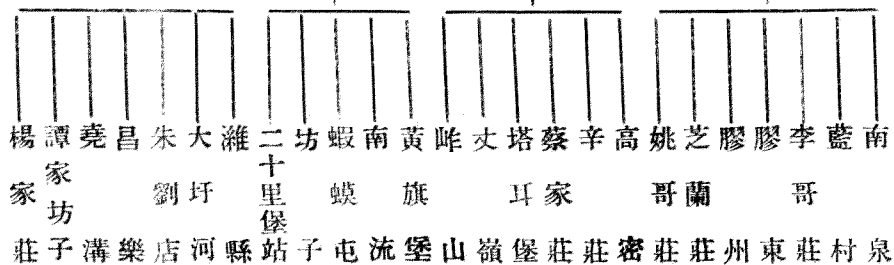 南泉
藍村
李哥莊
膠東
膠州
芝蘭莊
姚哥莊
高密
辛莊
蔡家莊
塔耳堡
丈嶺
岞山
黃旗堡
南流
蝦蟆屯
坊子
二十里堡站
濰縣
大圩河
朱劉店
昌樂
堯溝
譚家坊子
楊家莊